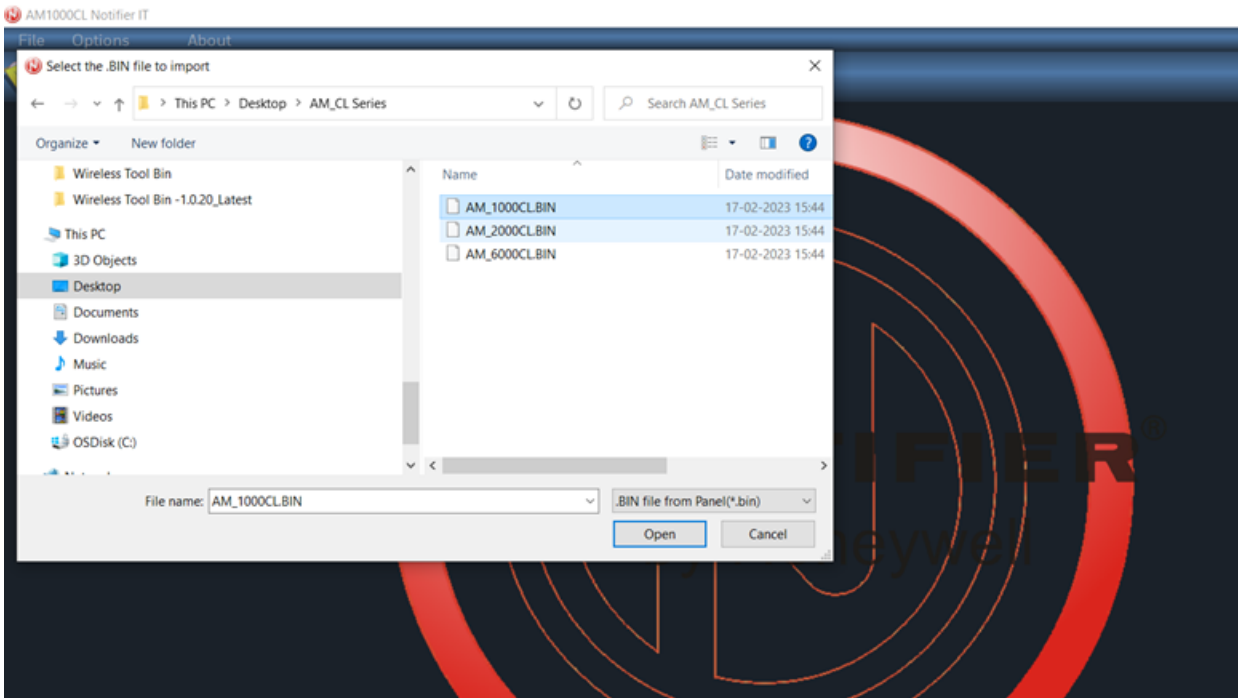 AM1000CL Notifier IT
File Options About
Select the .BIN file to import
This PC > Desktop > AM_CL Series
Search AM_CL Series
Organize New folder
Name Date modified
Wireless Tool Bin
Wireless Tool Bin -1.0.20_Latest
This PC
3D Objects
Desktop
Documents
Downloads
Music
Pictures
Videos
OSDisk (C:)
AM_1000CL.BIN 17-02-2023 15:44
AM_2000CL.BIN 17-02-2023 15:44
AM_6000CL.BIN 17-02-2023 15:44
File name: AM_1000CL.BIN .BIN file from Panel(*.bin)
Open Cancel
TIFIER®
eywell